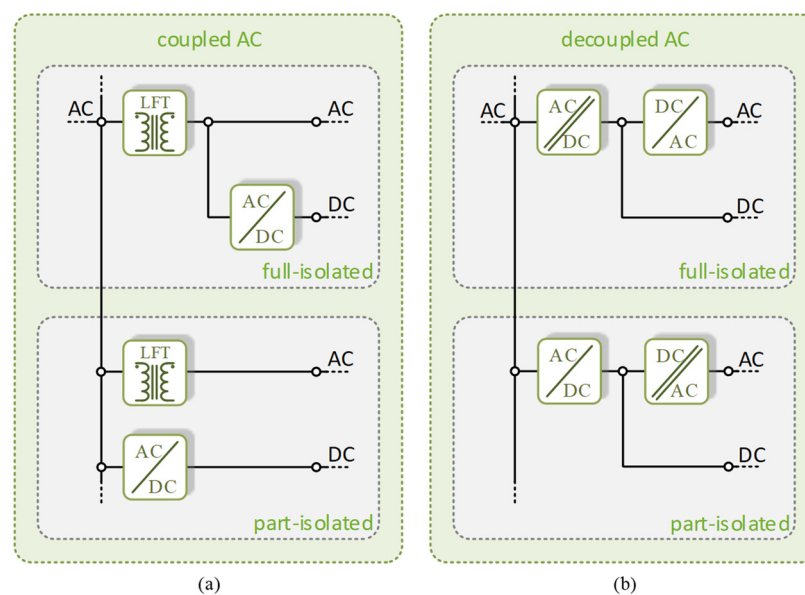 coupled AC
AC
LFT
AC
AC
DC
DC
full-isolated
LFT
AC
AC
DC
DC
part-isolated
(a)
decoupled AC
AC
AC
DC
DC
AC
AC
DC
full-isolated
AC
DC
DC
AC
AC
DC
part-isolated
(b)